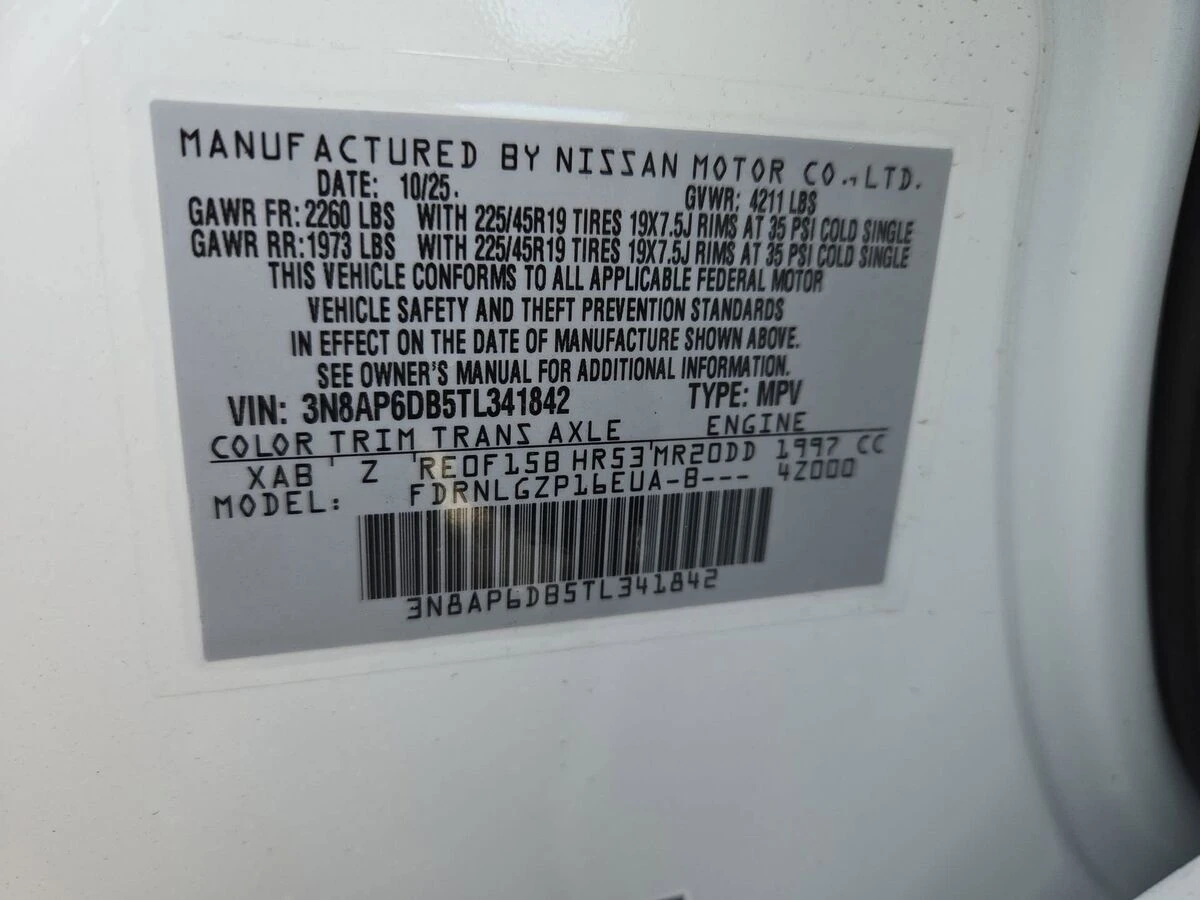 MANUFACTURED BY NISSAN MOTOR CO.,LTD.
DATE: 10/25. GVWR: 4211 LBS
GAWR FR: 2260 LBS WITH 225/45R19 TIRES 19X7.5J RIMS AT 35 PSI COLD SINGLE
GAWR RR: 1973 LBS WITH 225/45R19 TIRES 19X7.5J RIMS AT 35 PSI COLD SINGLE
THIS VEHICLE CONFORMS TO ALL APPLICABLE FEDERAL MOTOR
VEHICLE SAFETY AND THEFT PREVENTION STANDARDS
IN EFFECT ON THE DATE OF MANUFACTURE SHOWN ABOVE.
SEE OWNER'S MANUAL FOR ADDITIONAL INFORMATION.
VIN: 3N8AP6DB5TL341842 TYPE: MPV
COLOR TRIM TRANS AXLE ENGINE
XAB Z RE0F15B HR53 MR20DD 1997 CC
MODEL: FDRNLGZP16EUA-B--- 4Z000
3N8AP6DB5TL341842